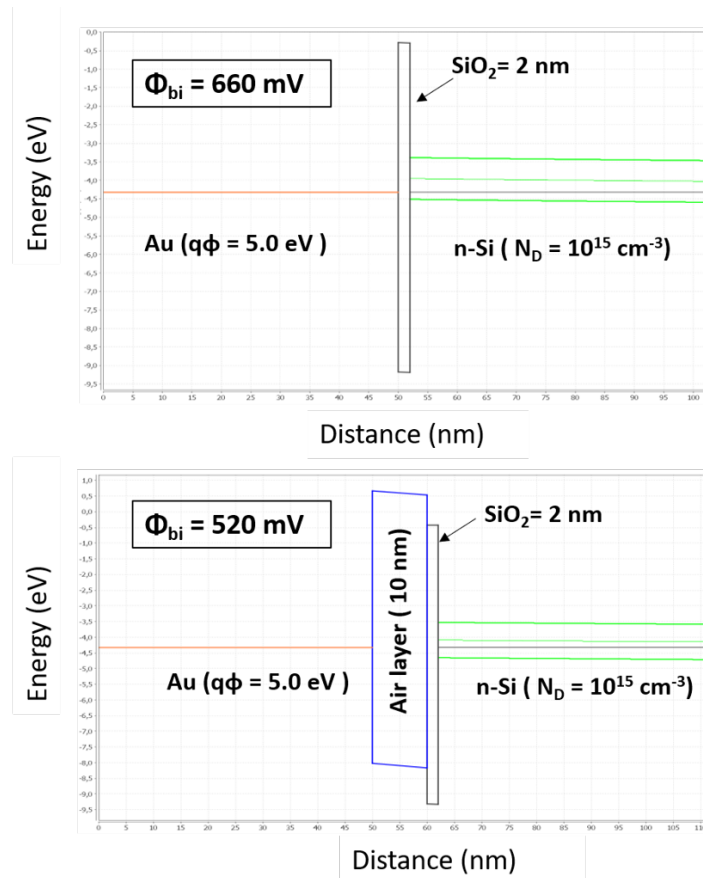 0,0
-0,5
-1,0
-1,5
-2,0
-2,5
-3,0
-3,5
-4,0
-4,5
-5,0
-5,5
-6,0
-6,5
-7,0
-7,5
-8,0
-8,5
-9,0
-9,5
Energy (eV)
Φbi = 660 mV
SiO2= 2 nm
Au (qϕ = 5.0 eV )
n-Si ( ND = 10¹⁵ cm⁻³)
0 5 10 15 20 25 30 35 40 45 50 55 60 65 70 75 80 85 90 95 100
Distance (nm)
1,0
0,5
0,0
-0,5
-1,0
-1,5
-2,0
-2,5
-3,0
-3,5
-4,0
-4,5
-5,0
-5,5
-6,0
-6,5
-7,0
-7,5
-8,0
-8,5
-9,0
-9,5
Energy (eV)
Φbi = 520 mV
SiO2= 2 nm
Air layer ( 10 nm)
Au (qϕ = 5.0 eV )
n-Si ( ND = 10¹⁵ cm⁻³)
0 5 10 15 20 25 30 35 40 45 50 55 60 65 70 75 80 85 90 95 100 105
Distance (nm)